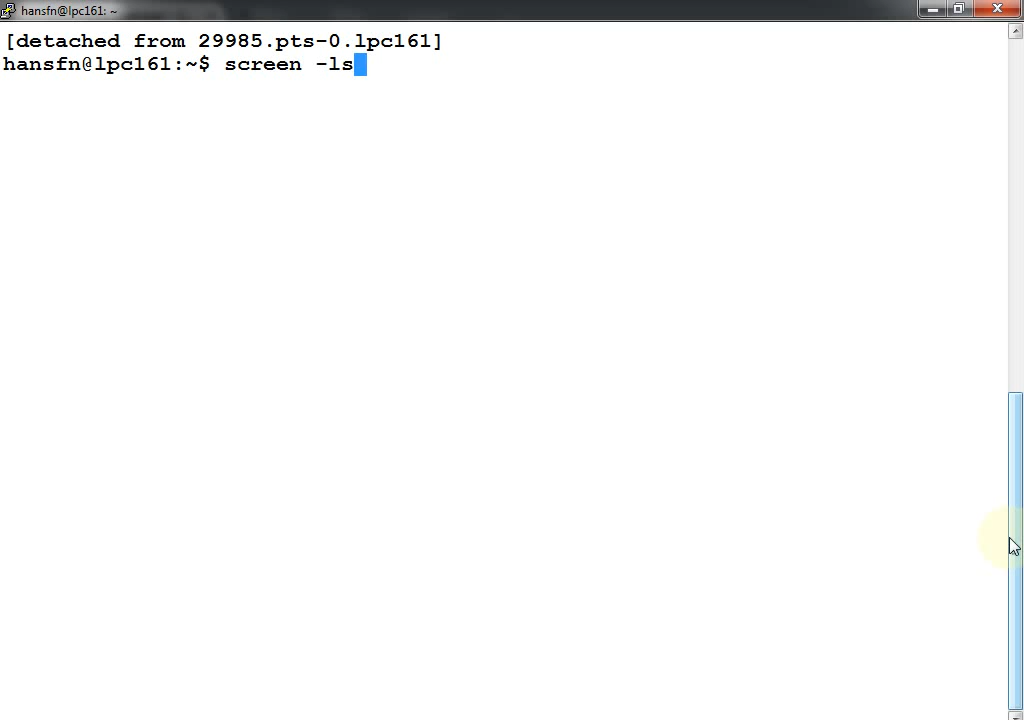 hansfn@lpc161: ~
[detached from 29985.pts-0.lpc161]
hansfn@lpc161:~$ screen -ls